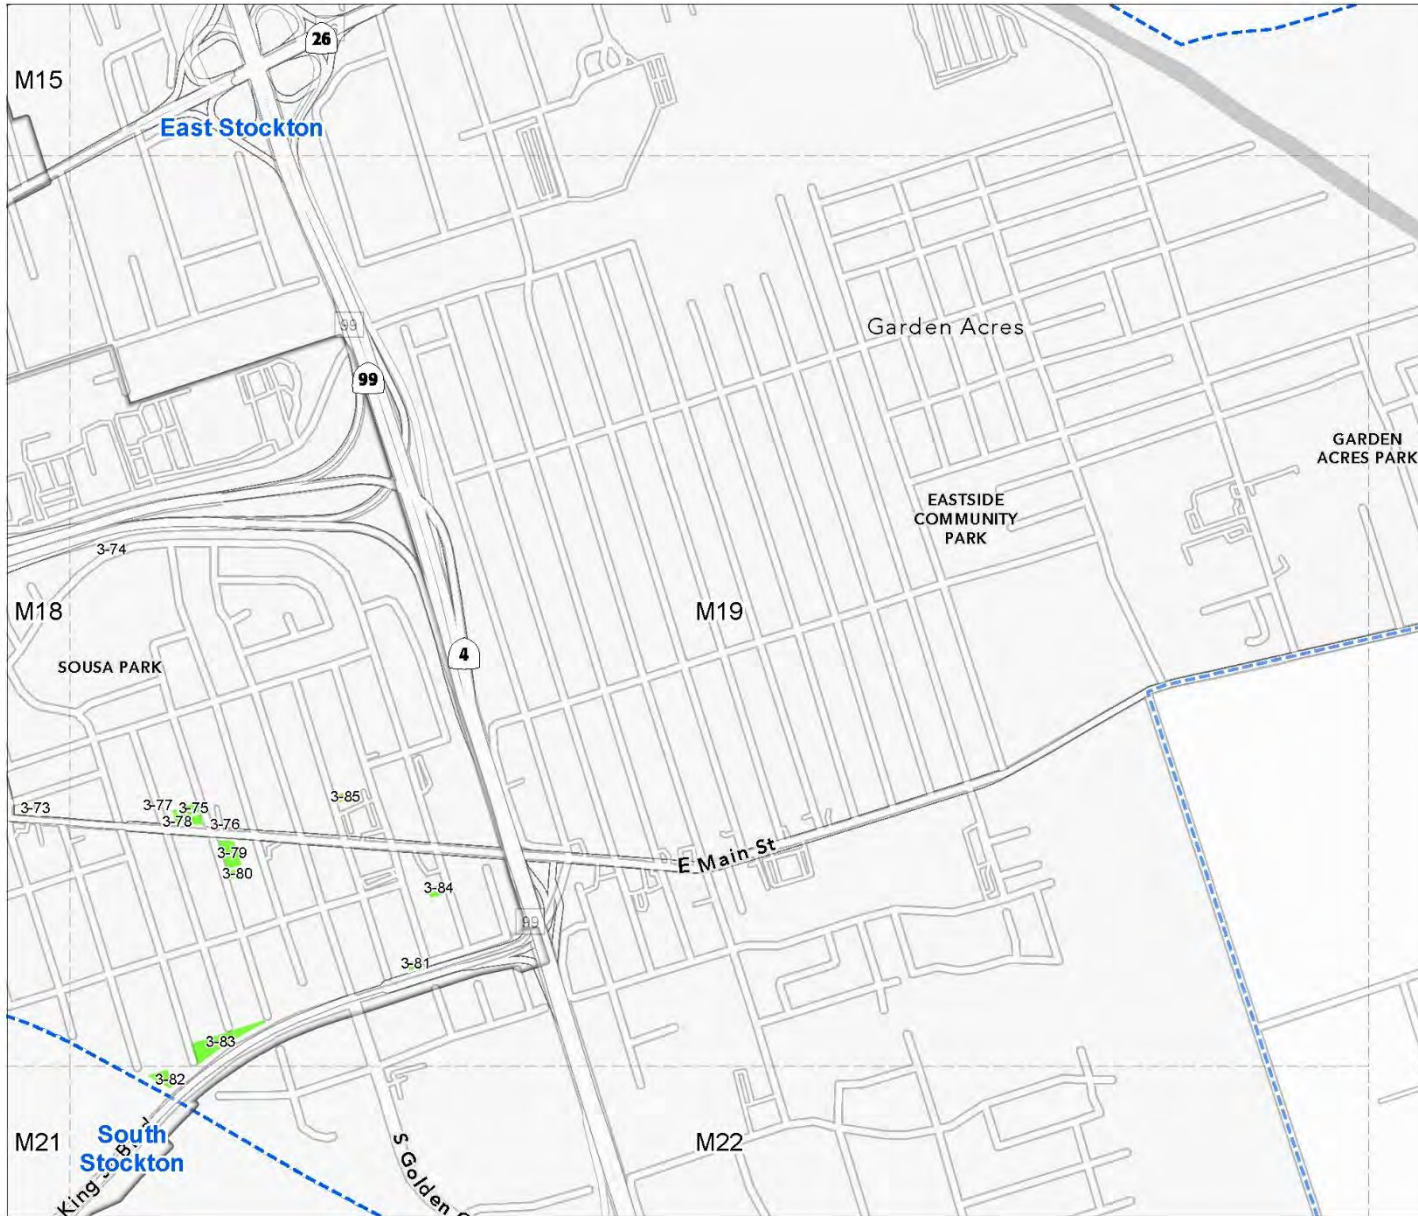 26
M15
East Stockton
99
Garden Acres
99
GARDEN
ACRES PARK
EASTSIDE
COMMUNITY
PARK
3-74
M18
M19
4
SOUSA PARK
3-85
3-73
3-77
3-75
3-78
3-76
3-79
E Main St
3-80
3-84
99
3-81
3-83
3-82
M21
South
Stockton
M22
King
S Golden